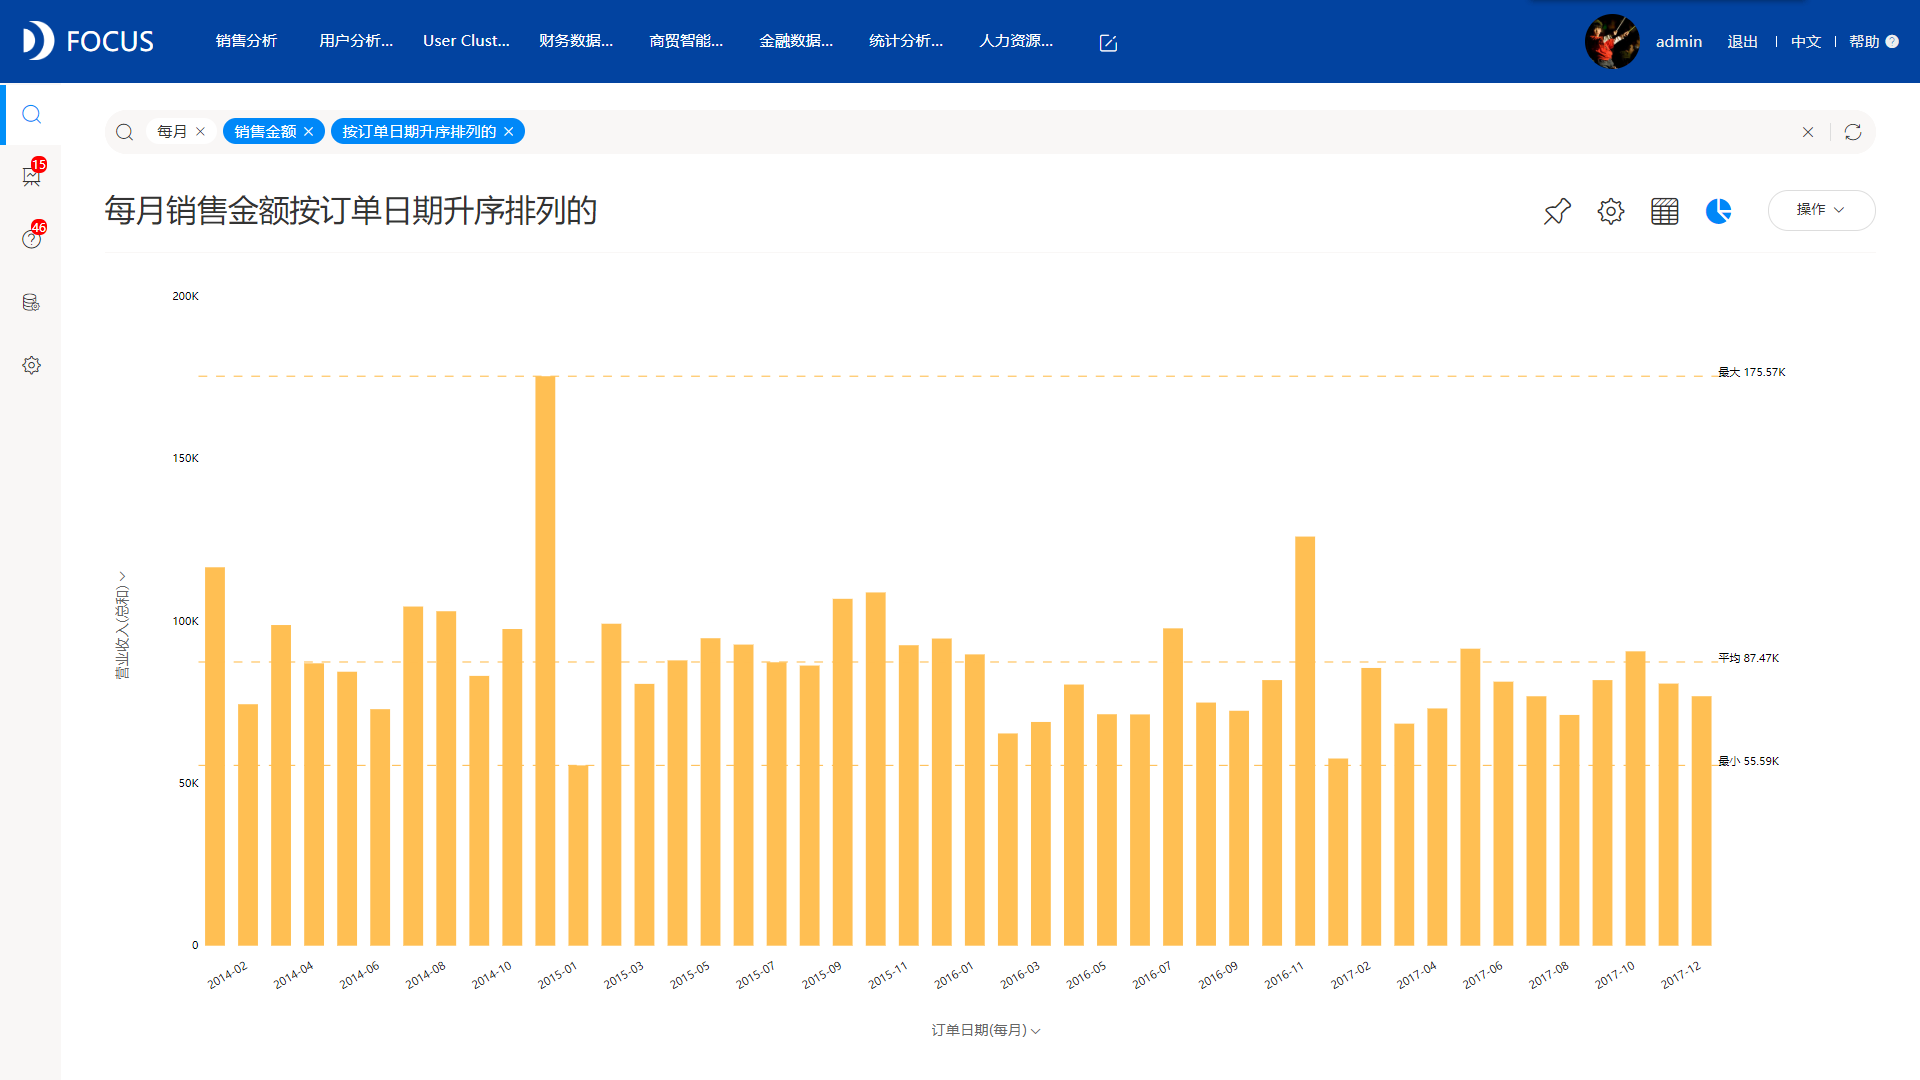 FOCUS
销售分析 用户分析... User Clust... 财务数据... 商贸智能... 金融数据... 统计分析... 人力资源...
admin 退出 中文 帮助 ?
每月 × 销售金额 × 按订单日期升序排列的 ×
15
46
每月销售金额按订单日期升序排列的
操作
200K
最大 175.57K
150K
100K
平均 87.47K
50K
最小 55.59K
0
营业收入(总和)
2014-02 2014-04 2014-06 2014-08 2014-10 2015-01 2015-03 2015-05 2015-07 2015-09 2015-11 2016-01 2016-03 2016-05 2016-07 2016-09 2016-11 2017-02 2017-04 2017-06 2017-08 2017-10 2017-12
订单日期(每月)